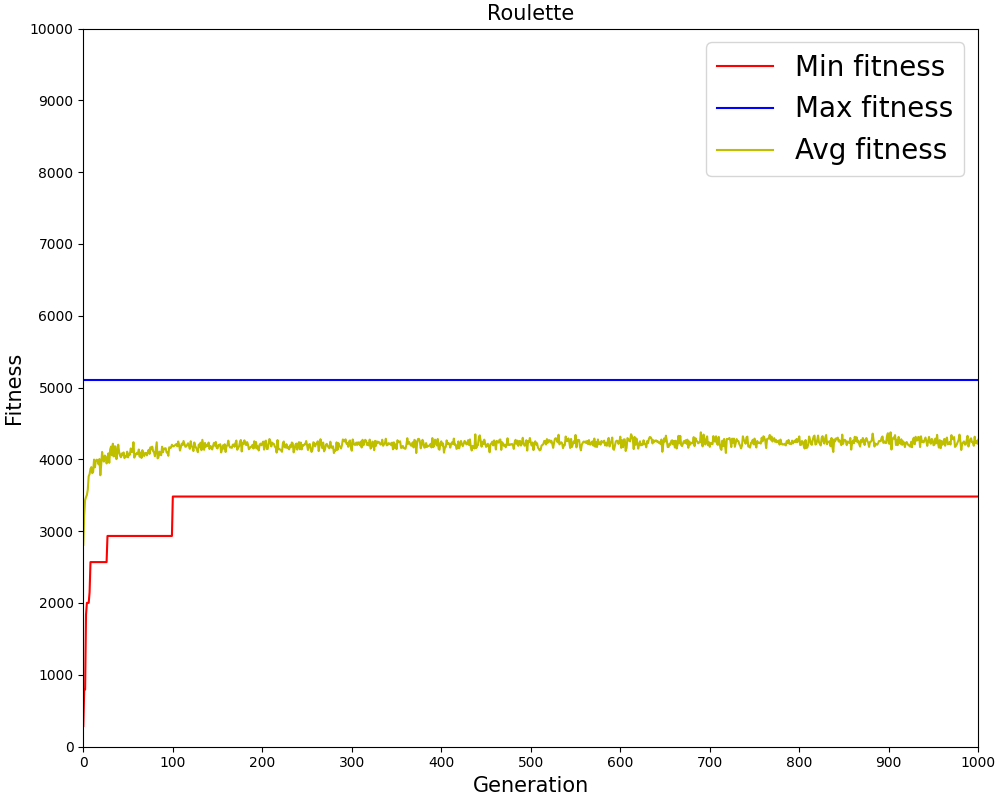 Roulette
10000
9000
8000
7000
6000
5000
4000
3000
2000
1000
0
Fitness
Min fitness
Max fitness
Avg fitness
0 100 200 300 400 500 600 700 800 900 1000
Generation